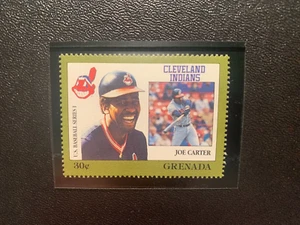 CLEVELAND
INDIANS
U.S. BASEBALL SERIES 1
JOE CARTER
30¢
GRENADA